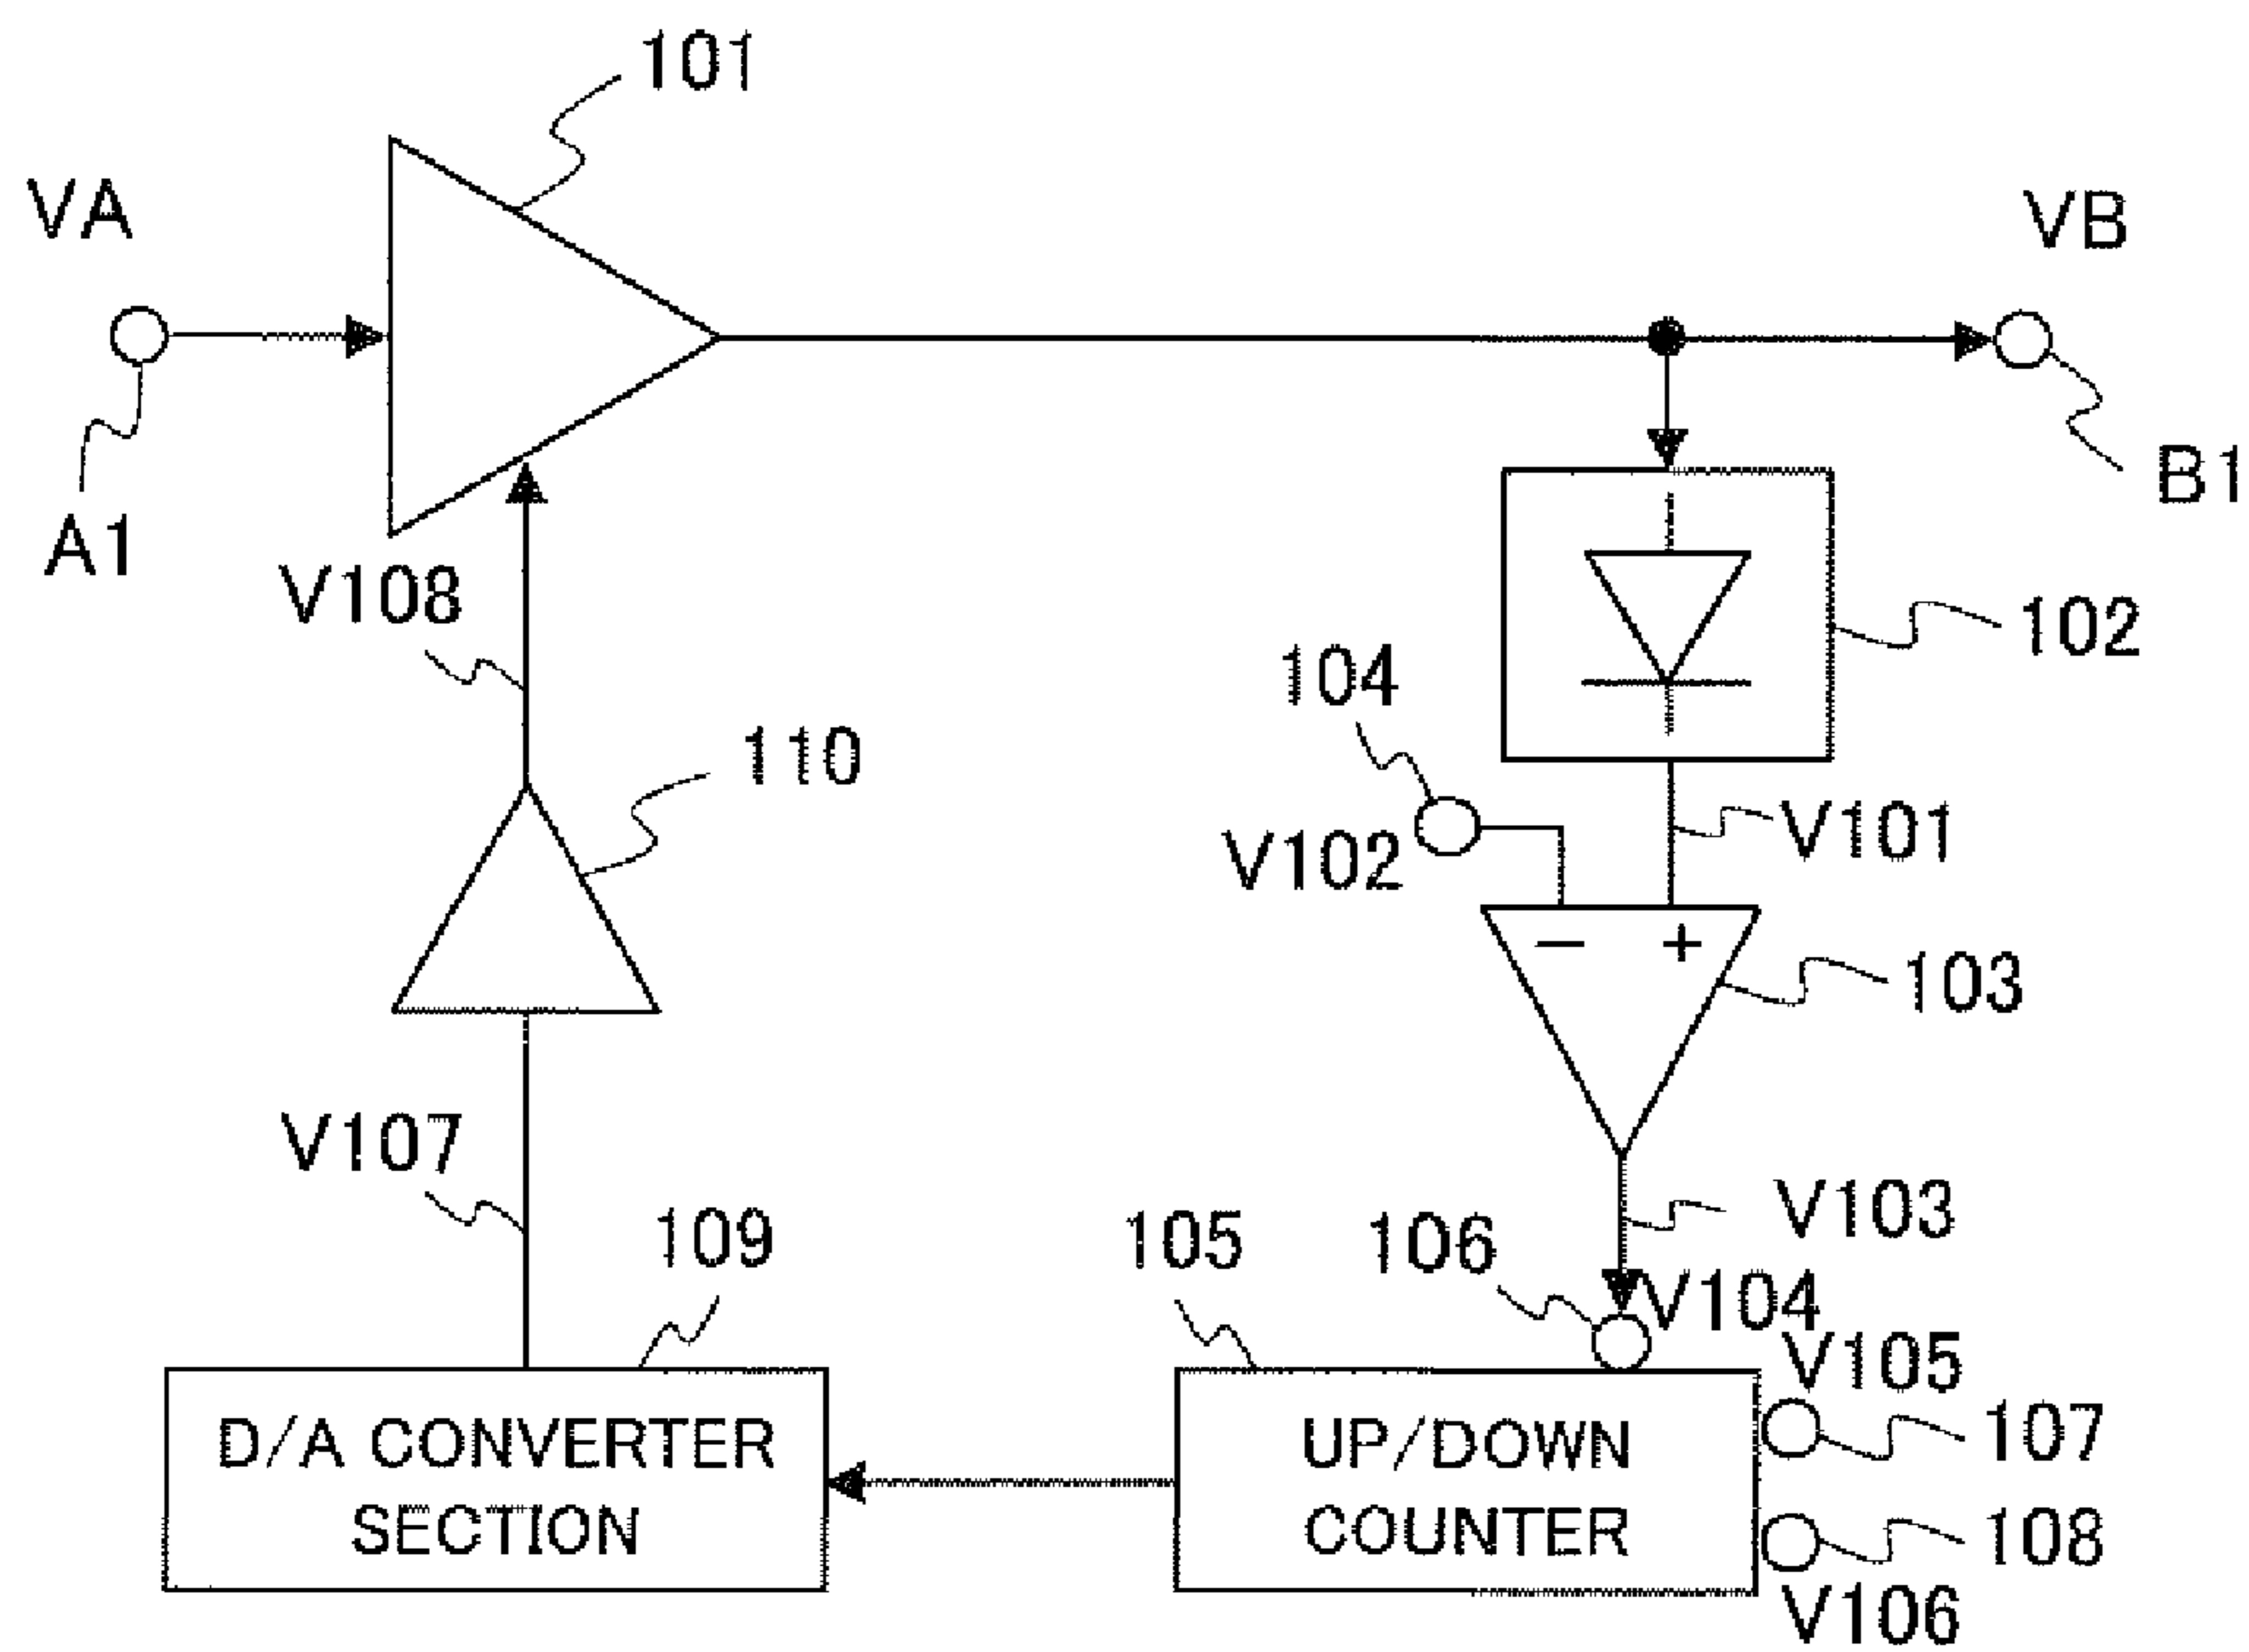 101
VA
VB
A1
B1
V108
102
104
110
V102
V101
− +
103
V107
V103
109
105
106
V104
V105
D/A CONVERTER
SECTION
UP/DOWN
COUNTER
107
108
V106